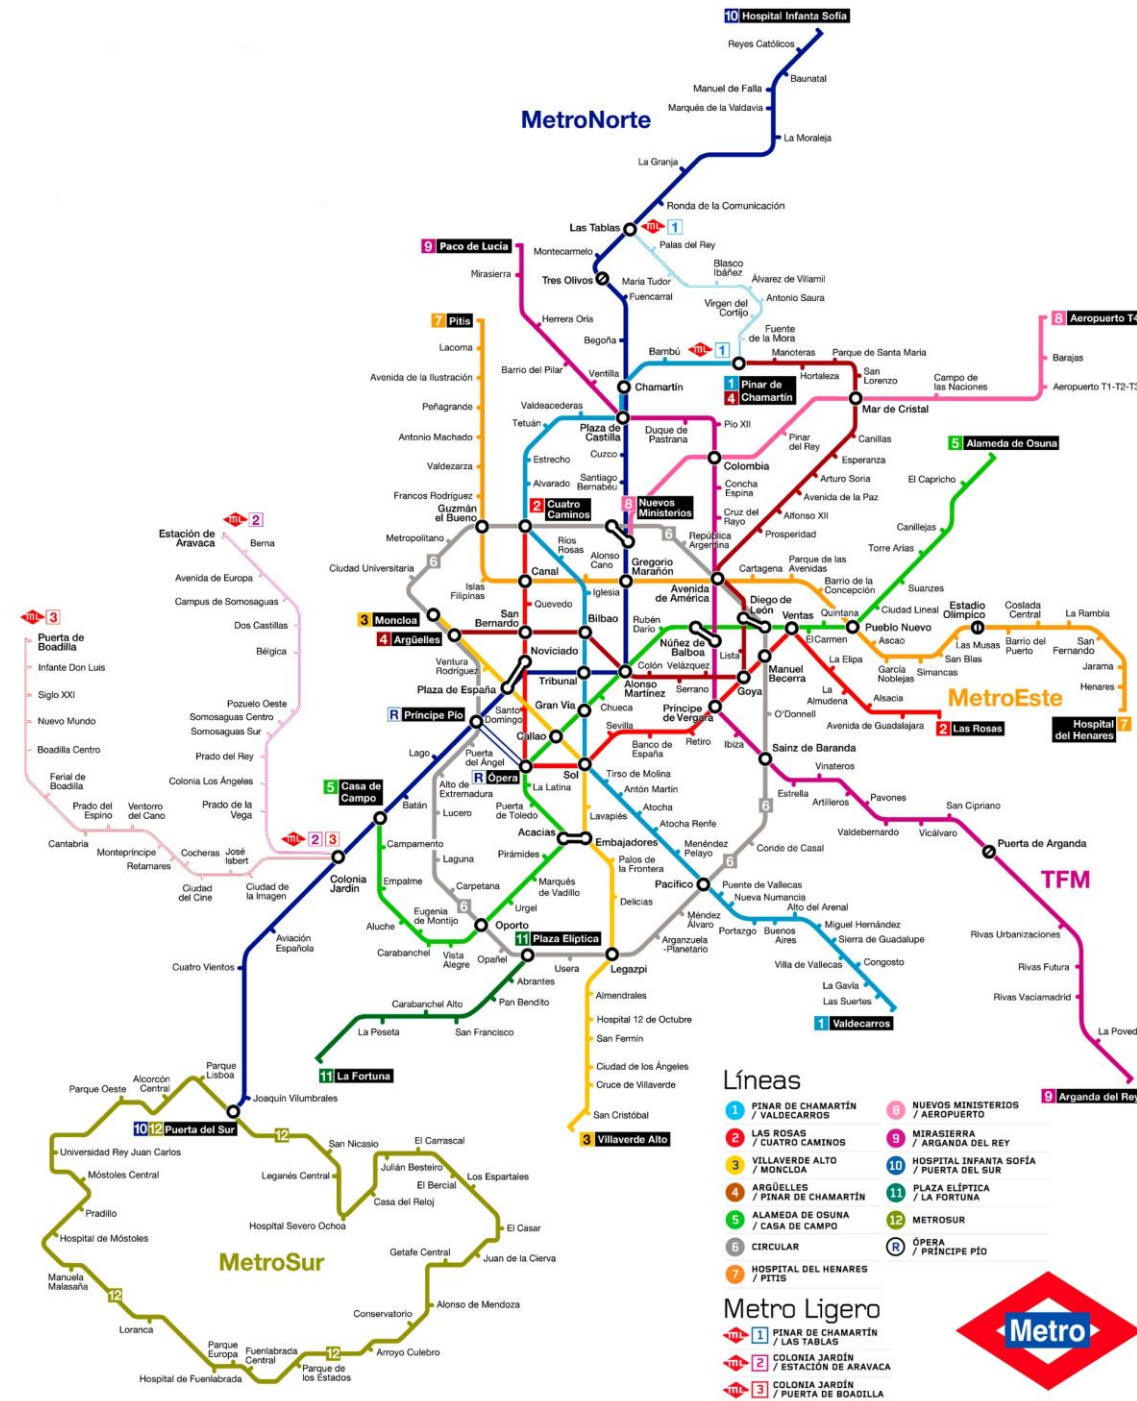 10 Hospital Infanta Sofía
Reyes Católicos
Baunatal
Manuel de Falla
Marqués de la Valdavia
MetroNorte
La Moraleja
La Granja
Ronda de la Comunicación
Las Tablas
mL 1
9 Paco de Lucía
Montecarmelo
Palas del Rey
Mirasierra
Blasco
Ibáñez
Tres Olivos
María Tudor
Álvarez de Villamil
Fuencarral
Antonio Saura
Virgen del
Cortijo
7 Pitis
Herrera Oria
8 Aeropuerto T4
Fuente
de la Mora
Begoña
Lacoma
Bambú
mL 1
Manoteras
Parque de Santa María
Barrio del Pilar
Barajas
Avenida de la Ilustración
Ventilla
Hortaleza
San
Lorenzo
Chamartín
1 Pinar de
4 Chamartín
Campo de
las Naciones
Aeropuerto T1-T2-T3
Peñagrande
Valdeacederas
Mar de Cristal
Tetuán
Plaza de
Castilla
Duque de
Pastrana
Pío XII
Antonio Machado
Pinar
del Rey
Canillas
5 Alameda de Osuna
Cuzco
Estrecho
Colombia
Esperanza
Valdezarza
Santiago
Bernabéu
Arturo Soria
El Capricho
Alvarado
Concha
Espina
Francos Rodríguez
Avenida de la Paz
Guzmán
el Bueno
2 Cuatro
Caminos
8 Nuevos
Ministerios
Cruz del
Rayo
Alfonso XII
mL 2
Canillejas
Estación de
Aravaca
Metropolitano
6
6
República
Argentina
Prosperidad
Berna
Ríos
Rosas
Alonso
Cano
Torre Arias
Ciudad Universitaria
6
Gregorio
Marañón
Parque de las
Avenidas
Avenida de Europa
Canal
Cartagena
Islas
Filipinas
Iglesia
Avenida
de América
Barrio de la
Concepción
Suanzes
Campus de Somosaguas
Quevedo
Diego de
León
mL 3
3 Moncloa
San
Bernardo
Bilbao
Rubén
Darío
Ventas
Quintana
Ciudad Lineal
Estadio
Olímpico
Coslada
Central
La Rambla
Dos Castillas
4 Argüelles
Pueblo Nuevo
Puerta de
Boadilla
Núñez de
Balboa
El Carmen
Ascao
Las Musas
Barrio del
Puerto
San
Fernando
Bélgica
Noviciado
Lista
Manuel
Becerra
La Elipa
San Blas
Infante Don Luis
Ventura
Rodríguez
Colón
Velázquez
García
Noblejas
Simancas
Jarama
Plaza de España
Tribunal
Alonso
Martínez
Serrano
Goya
La
Almudena
Alsacia
MetroEste
Henares
Siglo XXI
Pozuelo Oeste
Gran Vía
Chueca
Príncipe
de Vergara
O'Donnell
Somosaguas Centro
R Príncipe Pío
Santo
Domingo
Avenida de Guadalajara
2 Las Rosas
Hospital
del Henares 7
Nuevo Mundo
Somosaguas Sur
Callao
Sevilla
Retiro
Ibiza
Boadilla Centro
Prado del Rey
Lago
Puerta
del Ángel
Banco de
España
Sainz de Baranda
R Ópera
Sol
Tirso de Molina
Vinateros
Ferial de
Boadilla
Colonia Los Ángeles
5 Casa de
Campo
Alto de
Extremadura
La Latina
Antón Martín
Estrella
Artilleros
Pavones
Batán
Lucero
Puerta
de Toledo
Atocha
6
San Cipriano
Prado del
Espino
Ventorro
del Cano
Prado de la
Vega
Lavapiés
Atocha Renfe
Valdebernardo
Vicálvaro
Cantabria
Montepríncipe
mL 2 3
Campamento
Acacias
Embajadores
Menéndez
Pelayo
Conde de Casal
Puerta de Arganda
Retamares
Cocheras
José
Isbert
Colonia
Jardín
Laguna
Pirámides
Palos de
la Frontera
6
TFM
Ciudad
del Cine
Ciudad de
la Imagen
Empalme
Carpetana
Marqués
de Vadillo
Delicias
Pacífico
Puente de Vallecas
Nueva Numancia
6
Urgel
Alto del Arenal
Eugenia
de Montijo
Oporto
Méndez
Álvaro
Miguel Hernández
Aluche
11 Plaza Elíptica
Portazgo
Buenos
Aires
Sierra de Guadalupe
Rivas Urbanizaciones
Aviación
Española
Carabanchel
Vista
Alegre
Opañel
Usera
Legazpi
Arganzuela
-Planetario
Villa de Vallecas
Congosto
Cuatro Vientos
Abrantes
La Gavia
Rivas Futura
Pan Bendito
Almendrales
Las Suertes
Rivas Vaciamadrid
Carabanchel Alto
Hospital 12 de Octubre
1 Valdecarros
La Peseta
San Francisco
San Fermín
La Poved
Parque
Lisboa
11 La Fortuna
Ciudad de los Ángeles
Alcorcón
Central
Parque Oeste
Cruce de Villaverde
Joaquín Vilumbrales
9 Arganda del Rey
San Cristóbal
10 12 Puerta del Sur
12
3 Villaverde Alto
San Nicasio
El Carrascal
Universidad Rey Juan Carlos
Julián Besteiro
Leganés Central
Móstoles Central
El Bercial
Los Espartales
Casa del Reloj
Pradillo
Hospital Severo Ochoa
El Casar
Hospital de Móstoles
MetroSur
Getafe Central
Juan de la Cierva
Manuela
Malasaña
12
Alonso de Mendoza
Loranca
Conservatorio
Parque
Europa
Fuenlabrada
Central
12
Arroyo Culebro
Hospital de Fuenlabrada
Parque de
los Estados
Líneas
1 PINAR DE CHAMARTÍN
/ VALDECARROS
2 LAS ROSAS
/ CUATRO CAMINOS
3 VILLAVERDE ALTO
/ MONCLOA
4 ARGÜELLES
/ PINAR DE CHAMARTÍN
5 ALAMEDA DE OSUNA
/ CASA DE CAMPO
6 CIRCULAR
7 HOSPITAL DEL HENARES
/ PITIS
8 NUEVOS MINISTERIOS
/ AEROPUERTO
9 MIRASIERRA
/ ARGANDA DEL REY
10 HOSPITAL INFANTA SOFÍA
/ PUERTA DEL SUR
11 PLAZA ELÍPTICA
/ LA FORTUNA
12 METROSUR
R ÓPERA
/ PRÍNCIPE PÍO
Metro Ligero
mL 1 PINAR DE CHAMARTÍN
/ LAS TABLAS
mL 2 COLONIA JARDÍN
/ ESTACIÓN DE ARAVACA
mL 3 COLONIA JARDÍN
/ PUERTA DE BOADILLA
Metro